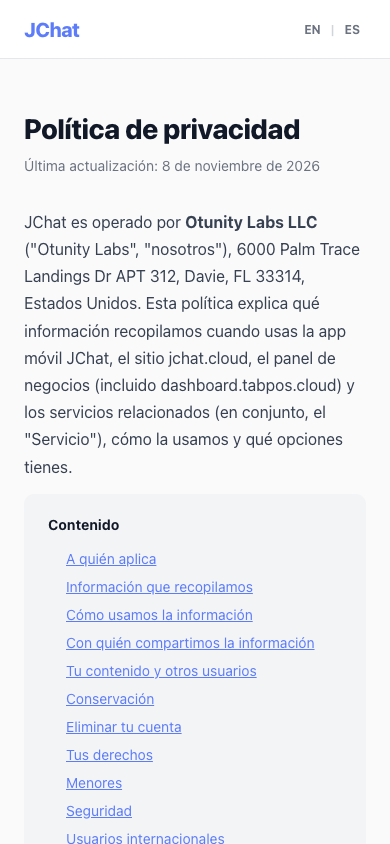 JChat
EN | ES
Política de privacidad
Última actualización: 8 de noviembre de 2026
JChat es operado por Otunity Labs LLC
("Otunity Labs", "nosotros"), 6000 Palm Trace
Landings Dr APT 312, Davie, FL 33314,
Estados Unidos. Esta política explica qué
información recopilamos cuando usas la app
móvil JChat, el sitio jchat.cloud, el panel de
negocios (incluido dashboard.tabpos.cloud) y
los servicios relacionados (en conjunto, el
"Servicio"), cómo la usamos y qué opciones
tienes.
Contenido
A quién aplica
Información que recopilamos
Cómo usamos la información
Con quién compartimos la información
Tu contenido y otros usuarios
Conservación
Eliminar tu cuenta
Tus derechos
Menores
Seguridad
Usuarios internacionales